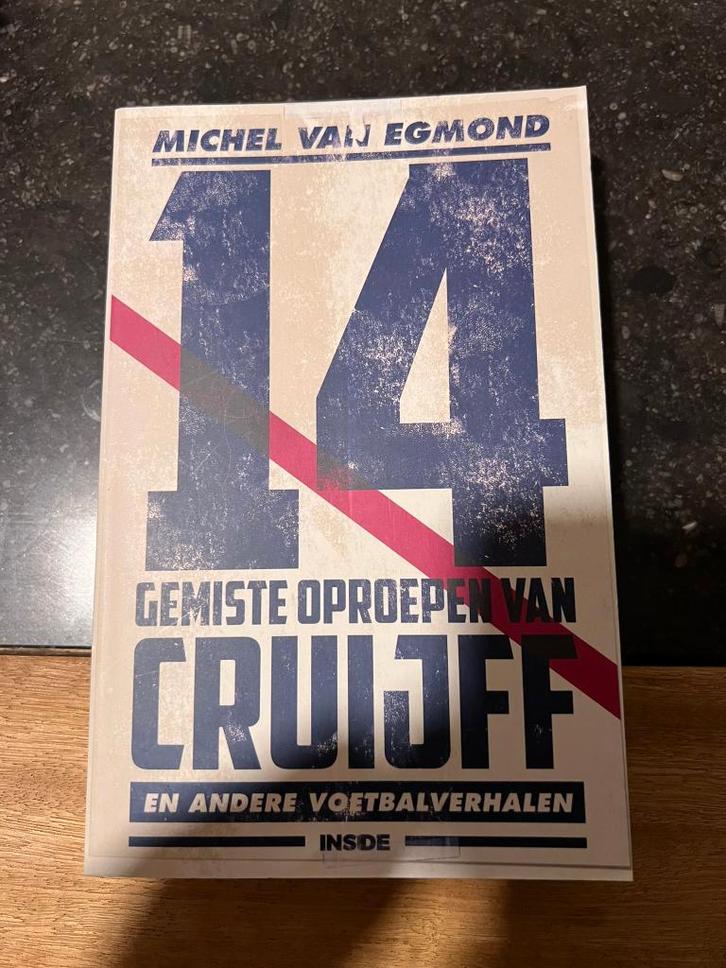 MICHEL VAN EGMOND
14
GEMISTE OPROEPEN VAN
CRUIJFF
EN ANDERE VOETBALVERHALEN
INSIDE